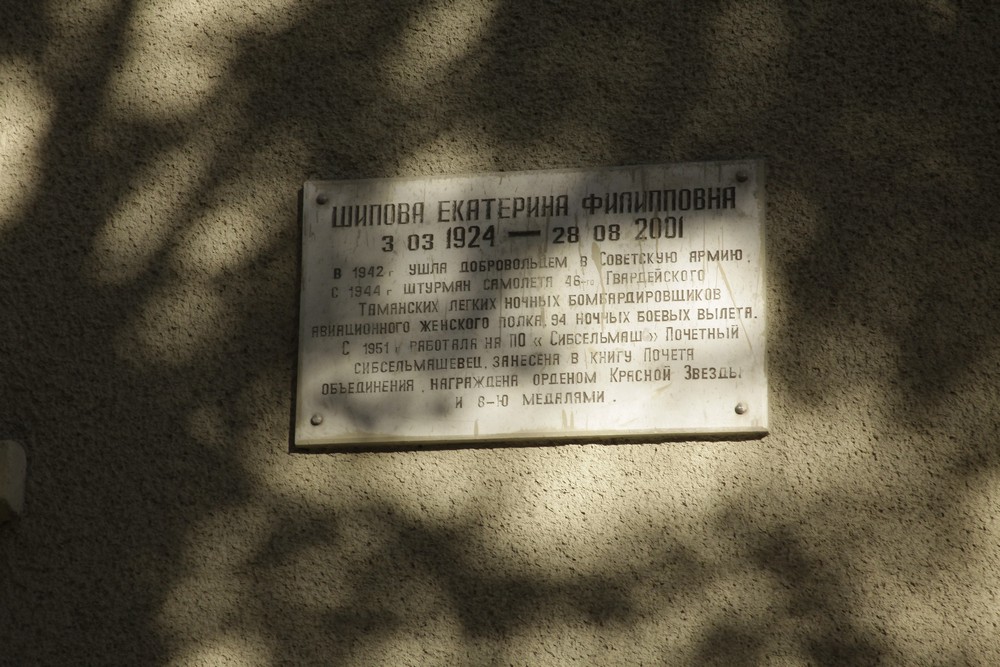 ШИПОВА ЕКАТЕРИНА ФИЛИППОВНА
3 03 1924 — 28 08 2001
В 1942 г УШЛА ДОБРОВОЛЬЦЕМ В СОВЕТСКУЮ АРМИЮ,
С 1944 г ШТУРМАН САМОЛЕТА 46-го ГВАРДЕЙСКОГО
ТАМАНСКИХ ЛЕГКИХ НОЧНЫХ БОМБАРДИРОВЩИКОВ
АВИАЦИОННОГО ЖЕНСКОГО ПОЛКА, 94 НОЧНЫХ БОЕВЫХ ВЫЛЕТА.
С 1951 г РАБОТАЛА НА ПО « СИБСЕЛЬМАШ » ПОЧЕТНЫЙ
СИБСЕЛЬМАШЕВЕЦ, ЗАНЕСЕНА В КНИГУ ПОЧЕТА
ОБЪЕДИНЕНИЯ , НАГРАЖДЕНА ОРДЕНОМ КРАСНОЙ ЗВЕЗДЫ
И 8-Ю МЕДАЛЯМИ .